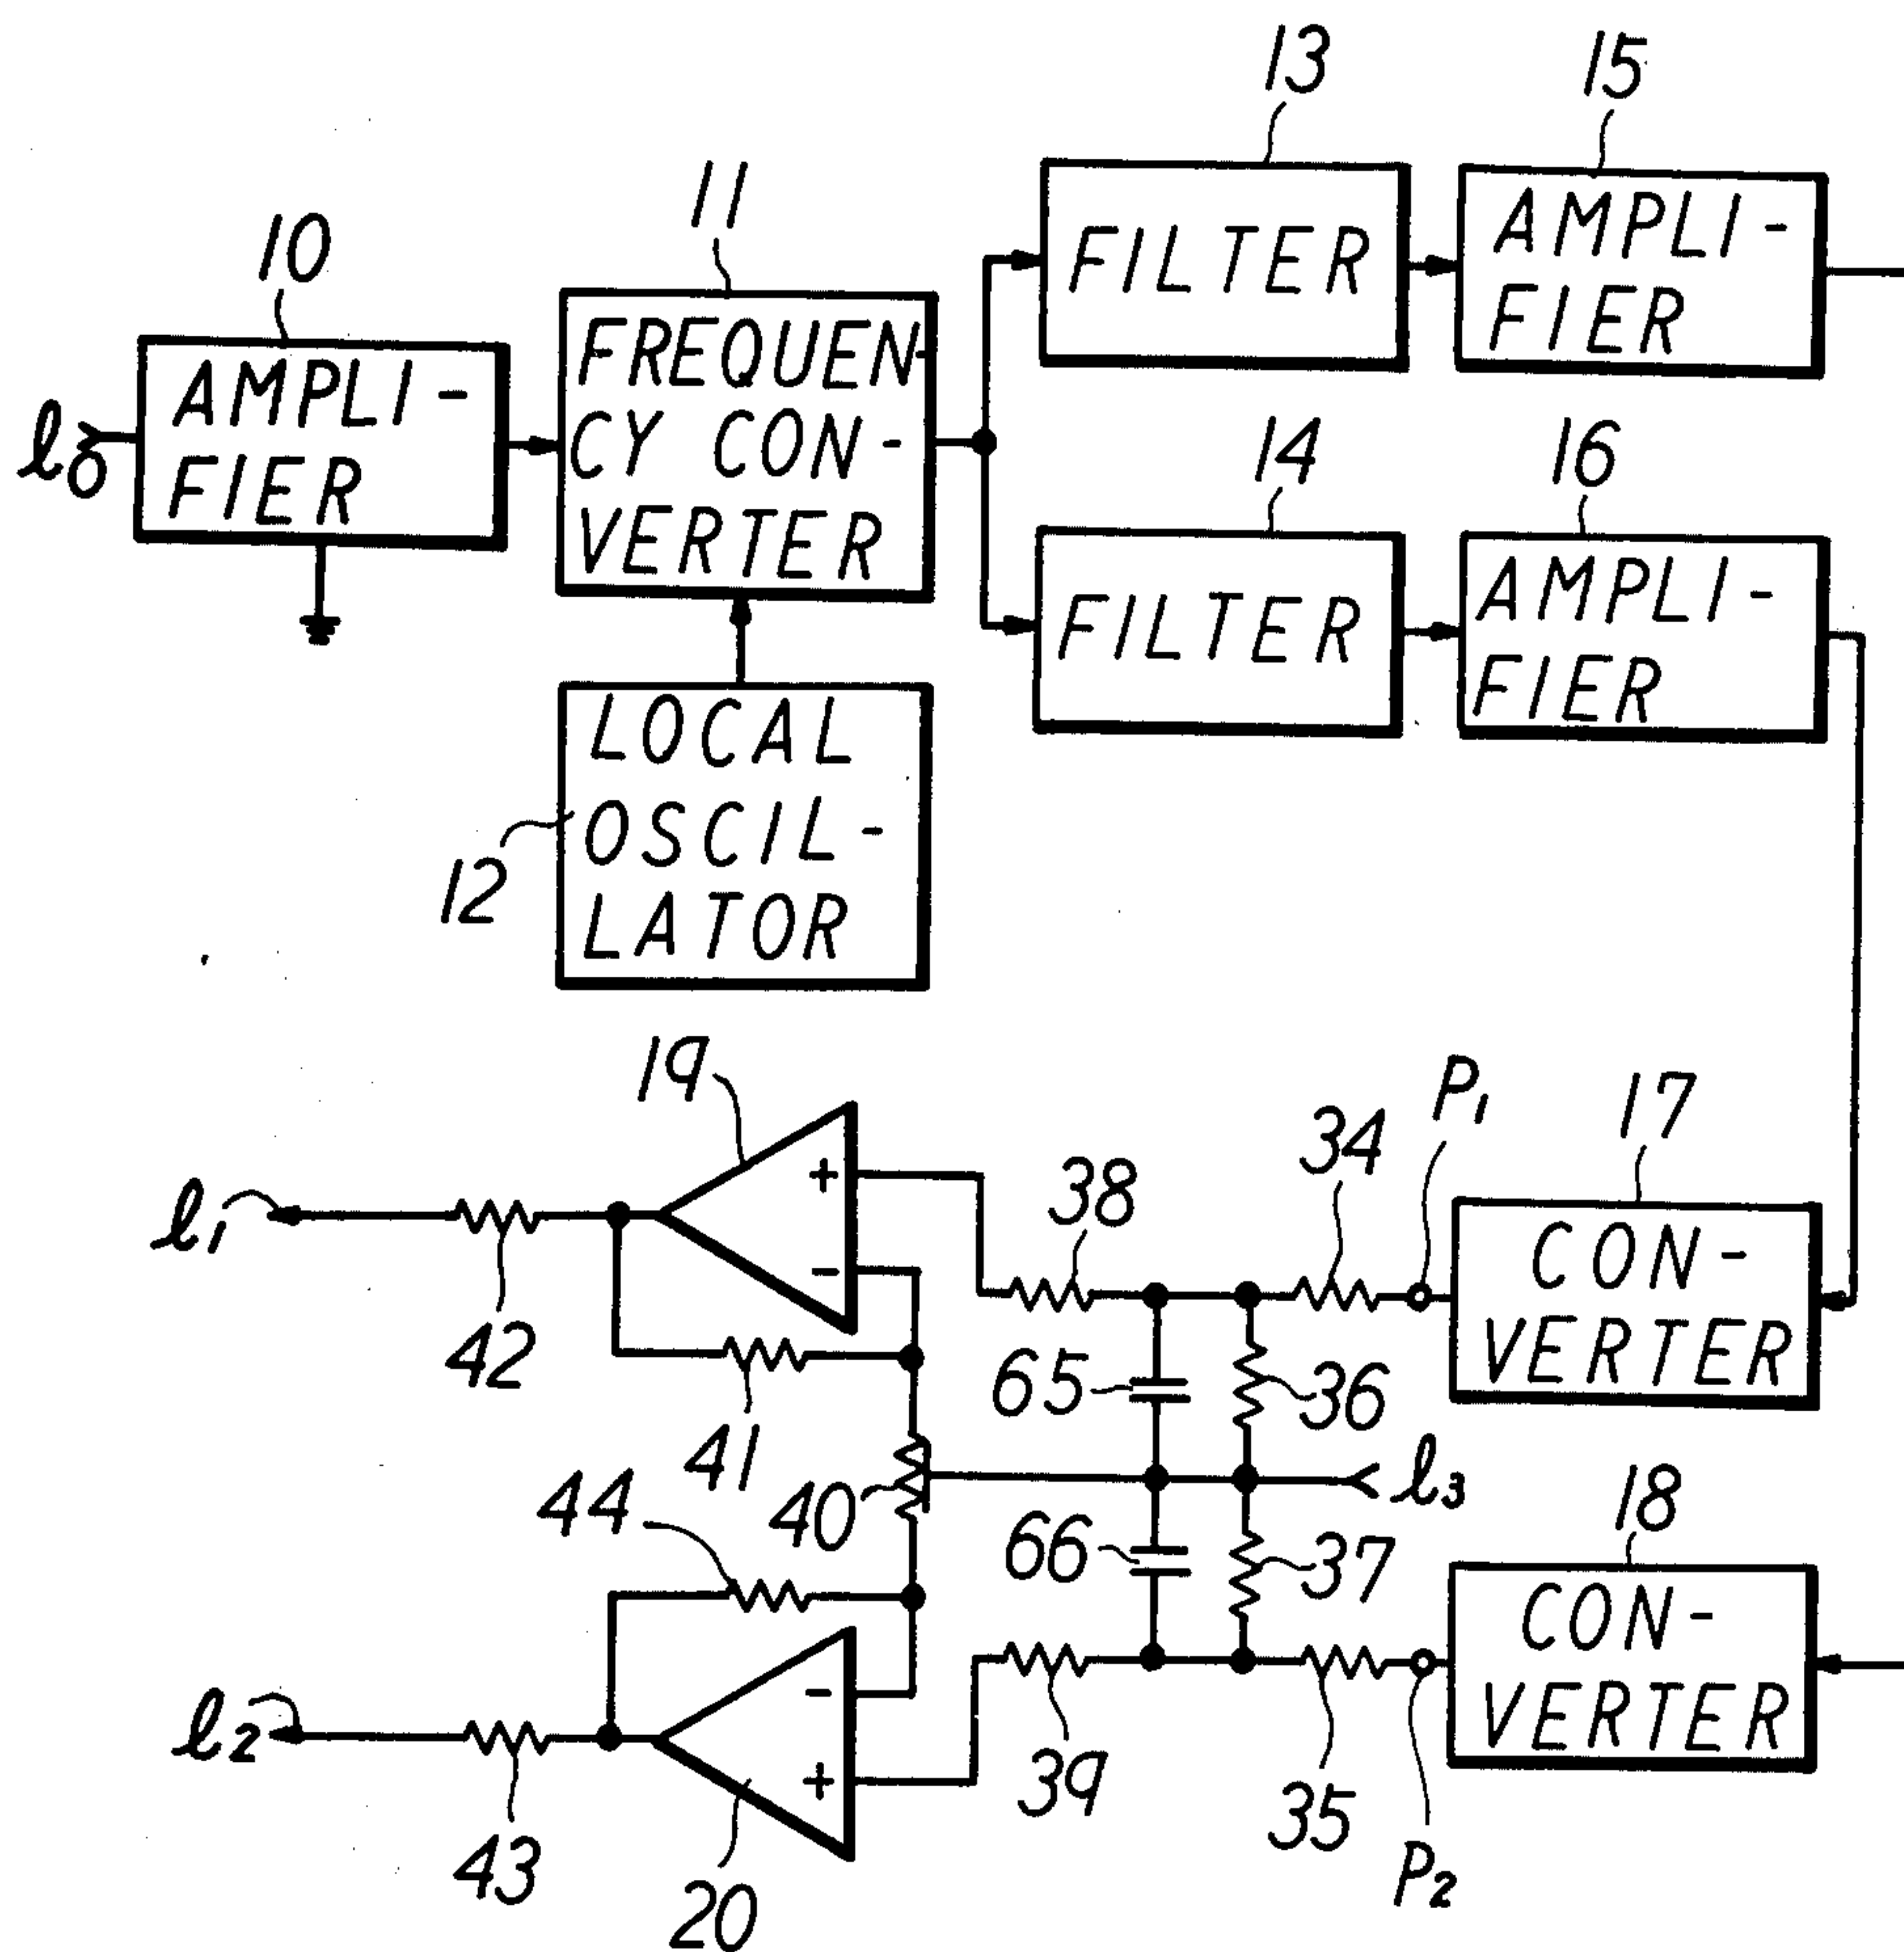 13
15
11
10
FILTER
AMPLI-
FIER
FREQUEN-
CY CON-
VERTER
AMPLI-
FIER
14
16
FILTER
AMPLI-
FIER
LOCAL
OSCIL-
LATOR
12
19
P1
17
34
38
+
ℓ1
CON-
VERTER
-
42
65
36
41
ℓ3
44
40
18
66
37
CON-
VERTER
-
ℓ2
39
+
35
43
P2
20